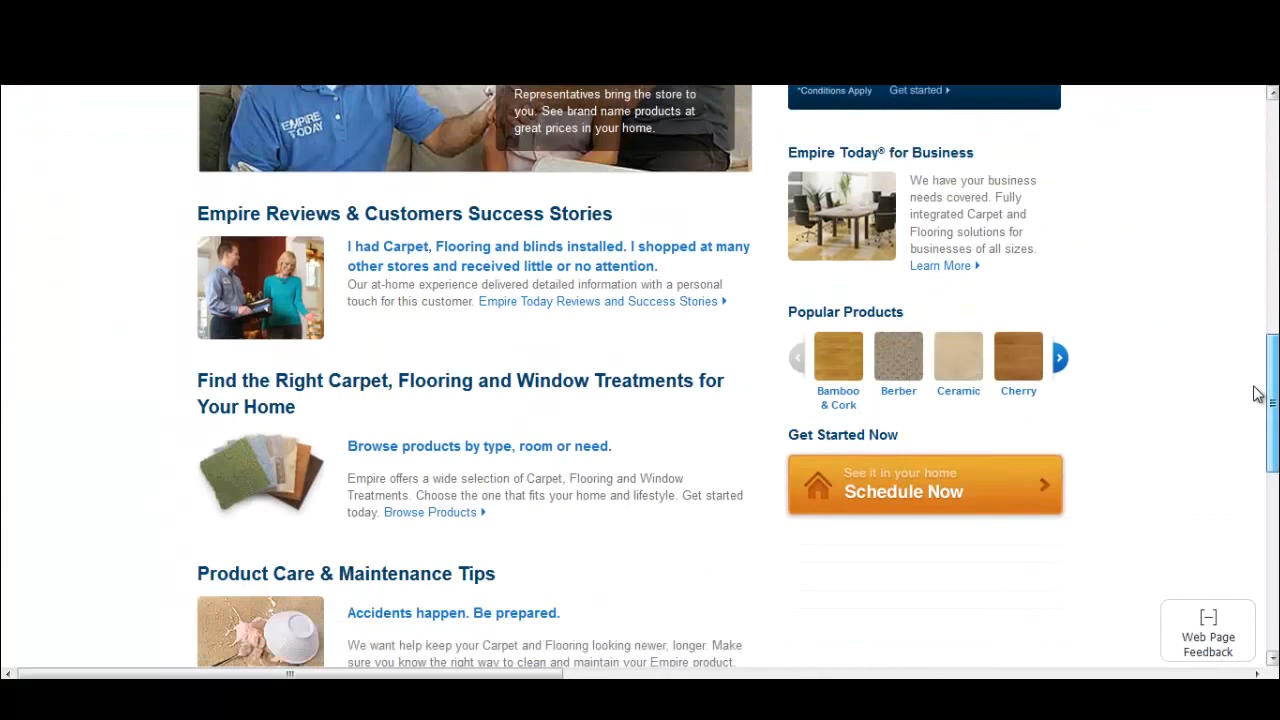 Representatives bring the store to
you. See brand name products at
great prices in your home.
EMPIRE
TODAY
*Conditions Apply Get started
Empire Reviews & Customers Success Stories
I had Carpet, Flooring and blinds installed. I shopped at many
other stores and received little or no attention.
Our at-home experience delivered detailed information with a personal
touch for this customer. Empire Today Reviews and Success Stories
Find the Right Carpet, Flooring and Window Treatments for
Your Home
Browse products by type, room or need.
Empire offers a wide selection of Carpet, Flooring and Window
Treatments. Choose the one that fits your home and lifestyle. Get started
today. Browse Products
Product Care & Maintenance Tips
Accidents happen. Be prepared.
We want help keep your Carpet and Flooring looking newer, longer. Make
sure you know the right way to clean and maintain your Empire product.
Empire Today® for Business
We have your business
needs covered. Fully
integrated Carpet and
Flooring solutions for
businesses of all sizes.
Learn More
Popular Products
Bamboo
& Cork
Berber
Ceramic
Cherry
Get Started Now
See it in your home
Schedule Now
[–]
Web Page
Feedback